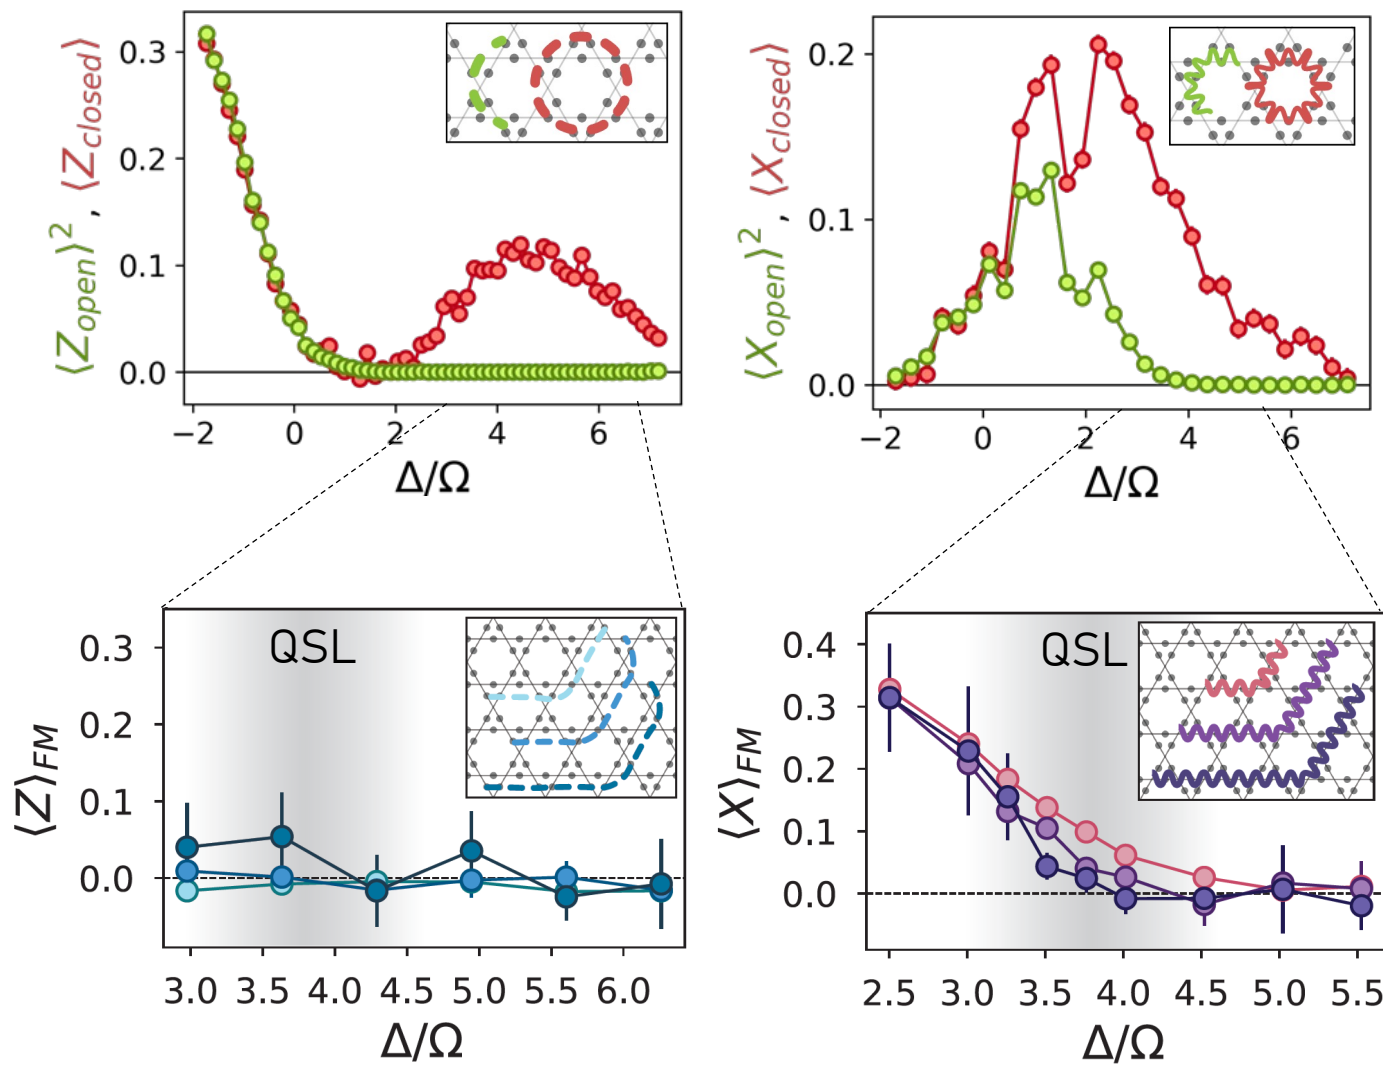 ⟨Z_open⟩², ⟨Z_closed⟩
0.3
0.2
0.1
0.0
−2 0 2 4 6
Δ/Ω
⟨X_open⟩², ⟨X_closed⟩
0.2
0.1
0.0
−2 0 2 4 6
Δ/Ω
⟨Z⟩_FM
0.3
0.2
0.1
0.0
QSL
3.0 3.5 4.0 4.5 5.0 5.5 6.0
Δ/Ω
⟨X⟩_FM
0.4
0.3
0.2
0.1
0.0
QSL
2.5 3.0 3.5 4.0 4.5 5.0 5.5
Δ/Ω